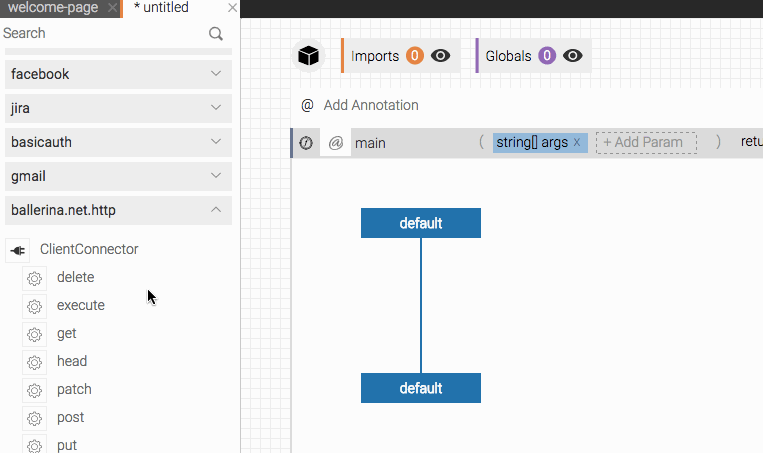 welcome-page
* untitled
Search
facebook
jira
basicauth
gmail
ballerina.net.http
ClientConnector
delete
execute
get
head
patch
post
put
Imports 0
Globals 0
@ Add Annotation
@ main ( string[] args x + Add Param ) retu
default
default